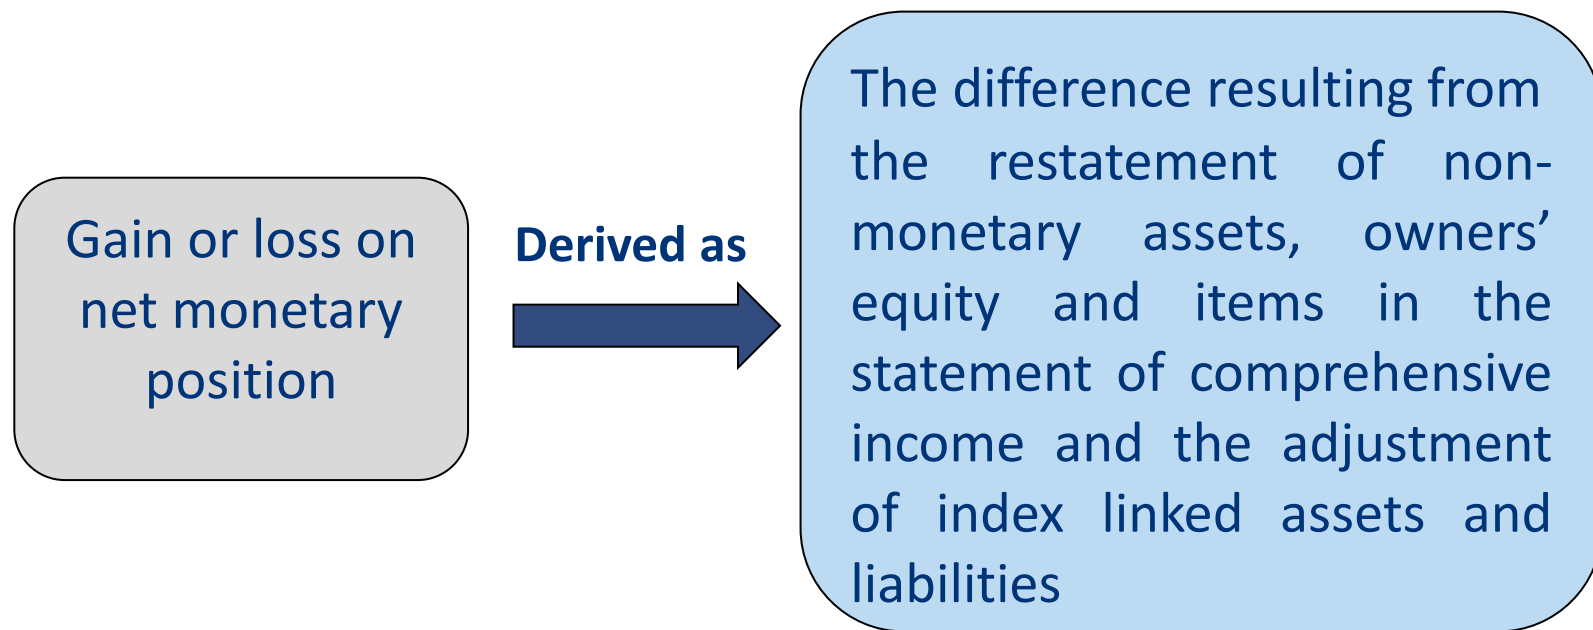 Gain or loss on
net monetary
position
Derived as
The difference resulting from
the restatement of non-
monetary assets, owners’
equity and items in the
statement of comprehensive
income and the adjustment
of index linked assets and
liabilities